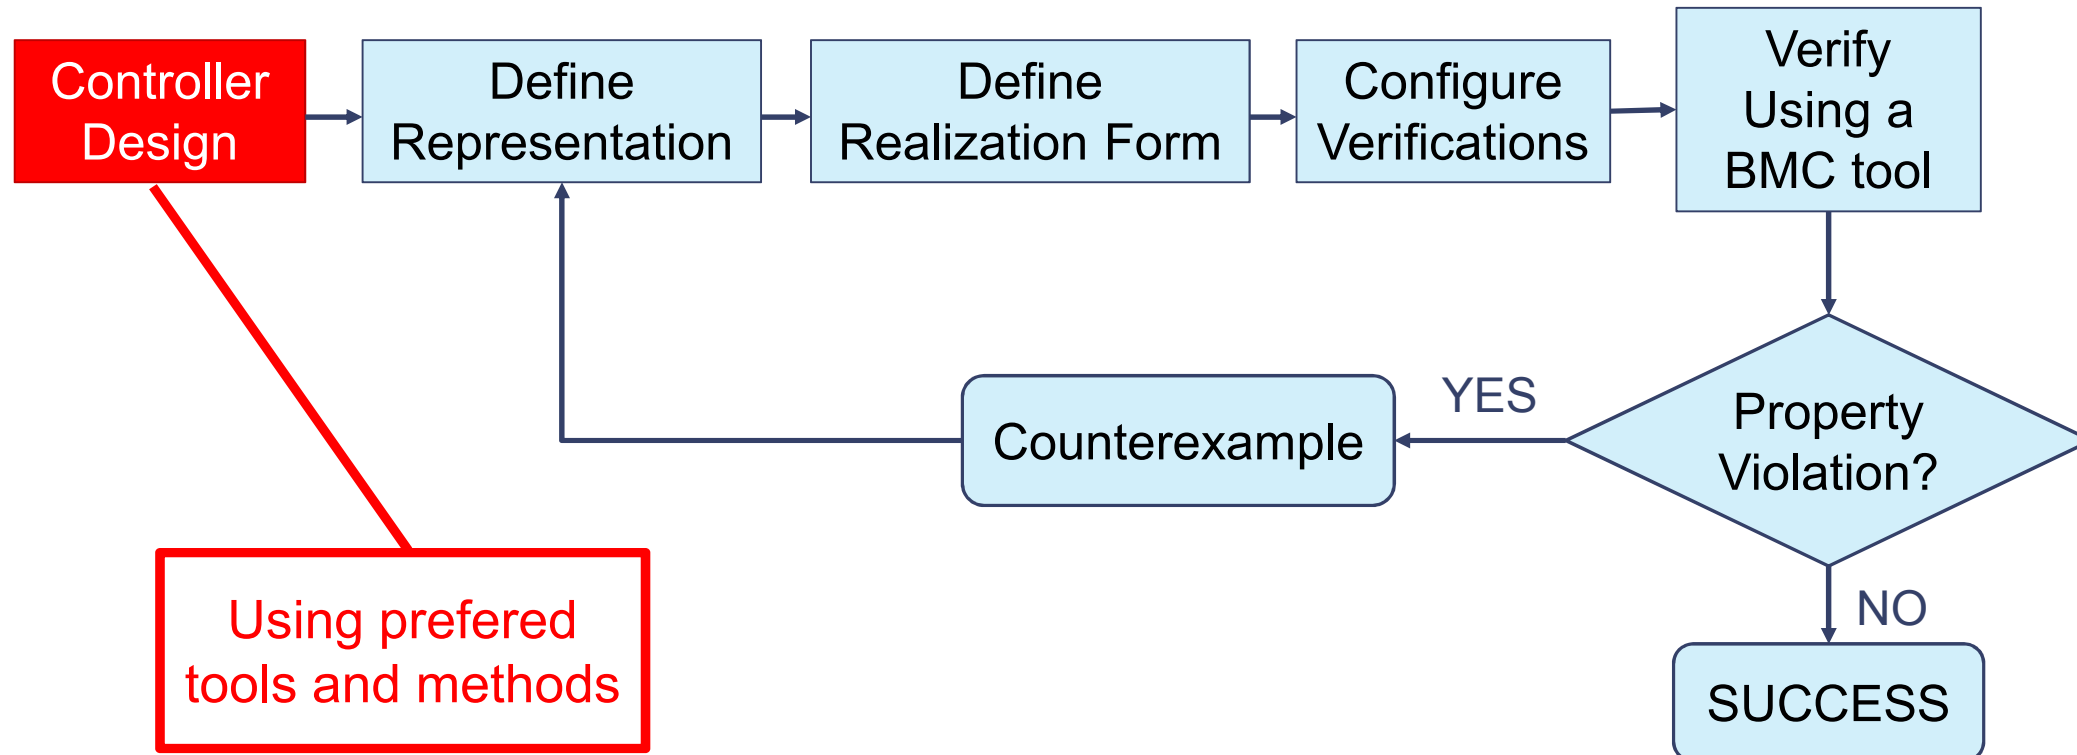 Controller
Design
Define
Representation
Define
Realization Form
Configure
Verifications
Verify
Using a
BMC tool
Counterexample
YES
Property
Violation?
NO
Using prefered
tools and methods
SUCCESS